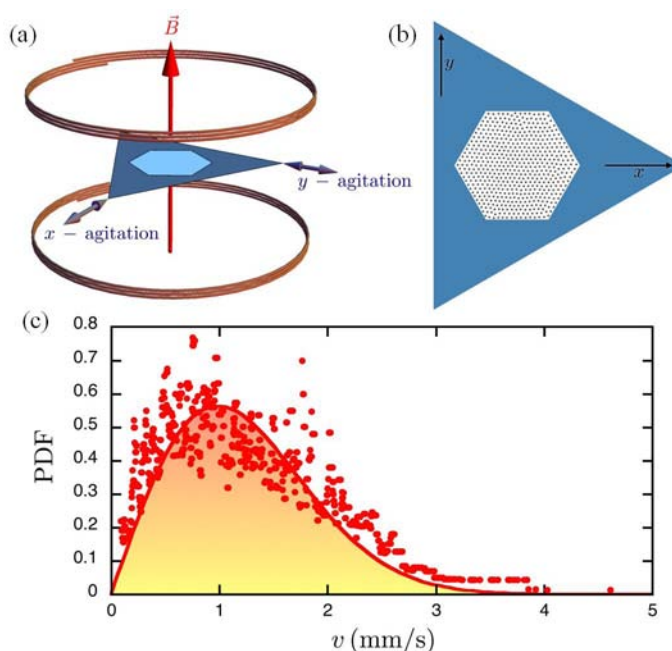 (a)
B
(b)
y
y – agitation
x – agitation
x
(c)
0.8
0.7
0.6
0.5
0.4
0.3
0.2
0.1
0
PDF
0 1 2 3 4 5
v (mm/s)